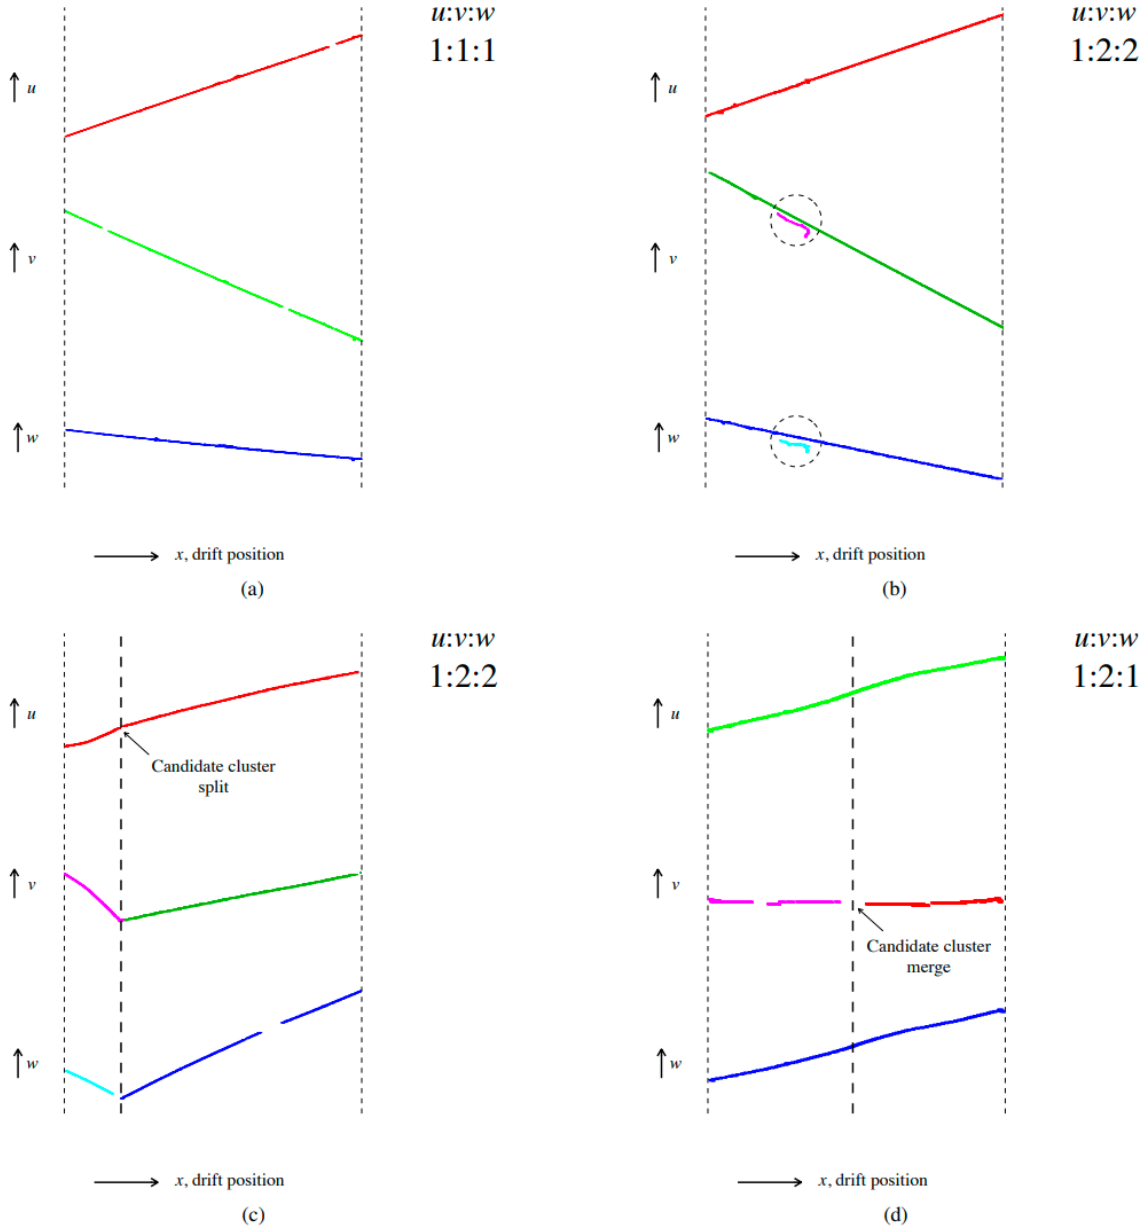 u:v:w
1:1:1
u
v
w
x, drift position
(a)
u:v:w
1:2:2
u
v
w
x, drift position
(b)
u:v:w
1:2:2
u
Candidate cluster
split
v
w
x, drift position
(c)
u:v:w
1:2:1
u
v
Candidate cluster
merge
w
x, drift position
(d)